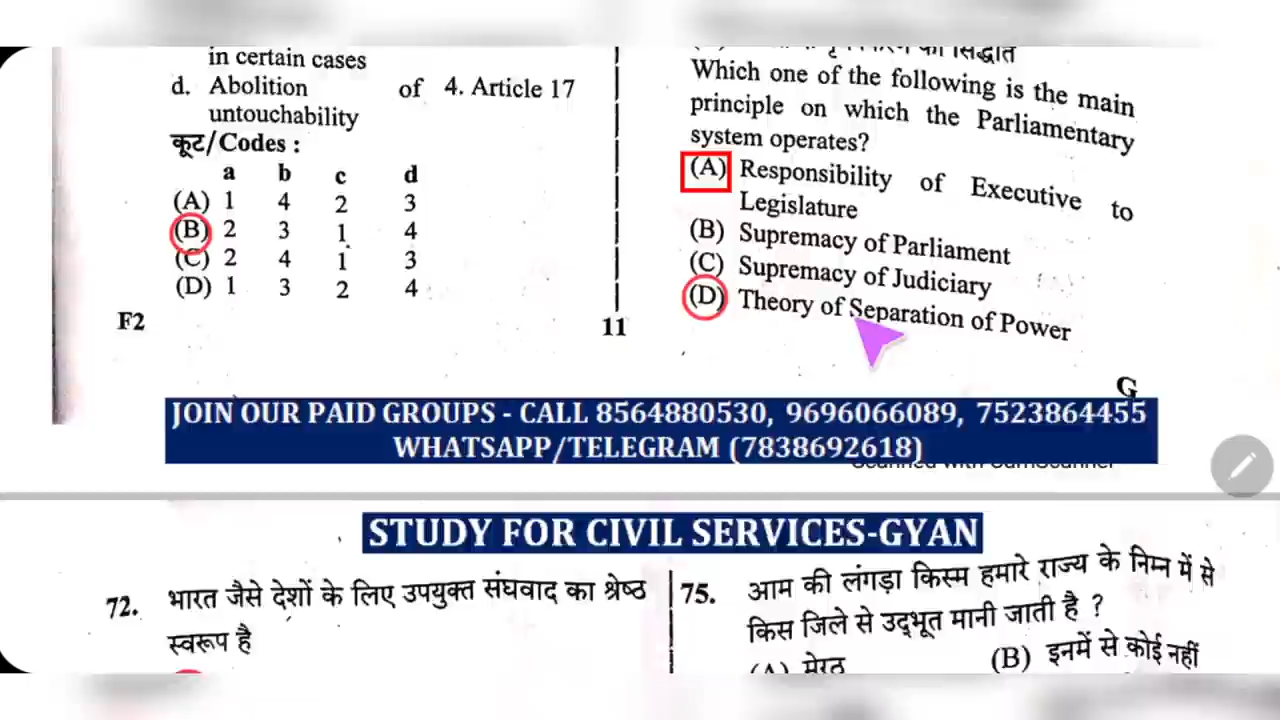 in certain cases
d. Abolition of 4. Article 17
untouchability
कूट/Codes :
a b c d
(A) 1 4 2 3
(B) 2 3 1 4
(C) 2 4 1 3
(D) 1 3 2 4
F2
11
का सिद्धांत
Which one of the following is the main
principle on which the Parliamentary
system operates?
(A) Responsibility of Executive to
Legislature
(B) Supremacy of Parliament
(C) Supremacy of Judiciary
(D) Theory of Separation of Power
G
JOIN OUR PAID GROUPS - CALL 8564880530, 9696066089, 7523864455
WHATSAPP/TELEGRAM (7838692618)
Scanned with CamScanner
STUDY FOR CIVIL SERVICES-GYAN
72. भारत जैसे देशों के लिए उपयुक्त संघवाद का श्रेष्ठ
स्वरूप है
75. आम की लंगड़ा किस्म हमारे राज्य के निम्न में से
किस जिले से उद्भूत मानी जाती है ?
(A) मेरठ (B) इनमें से कोई नहीं